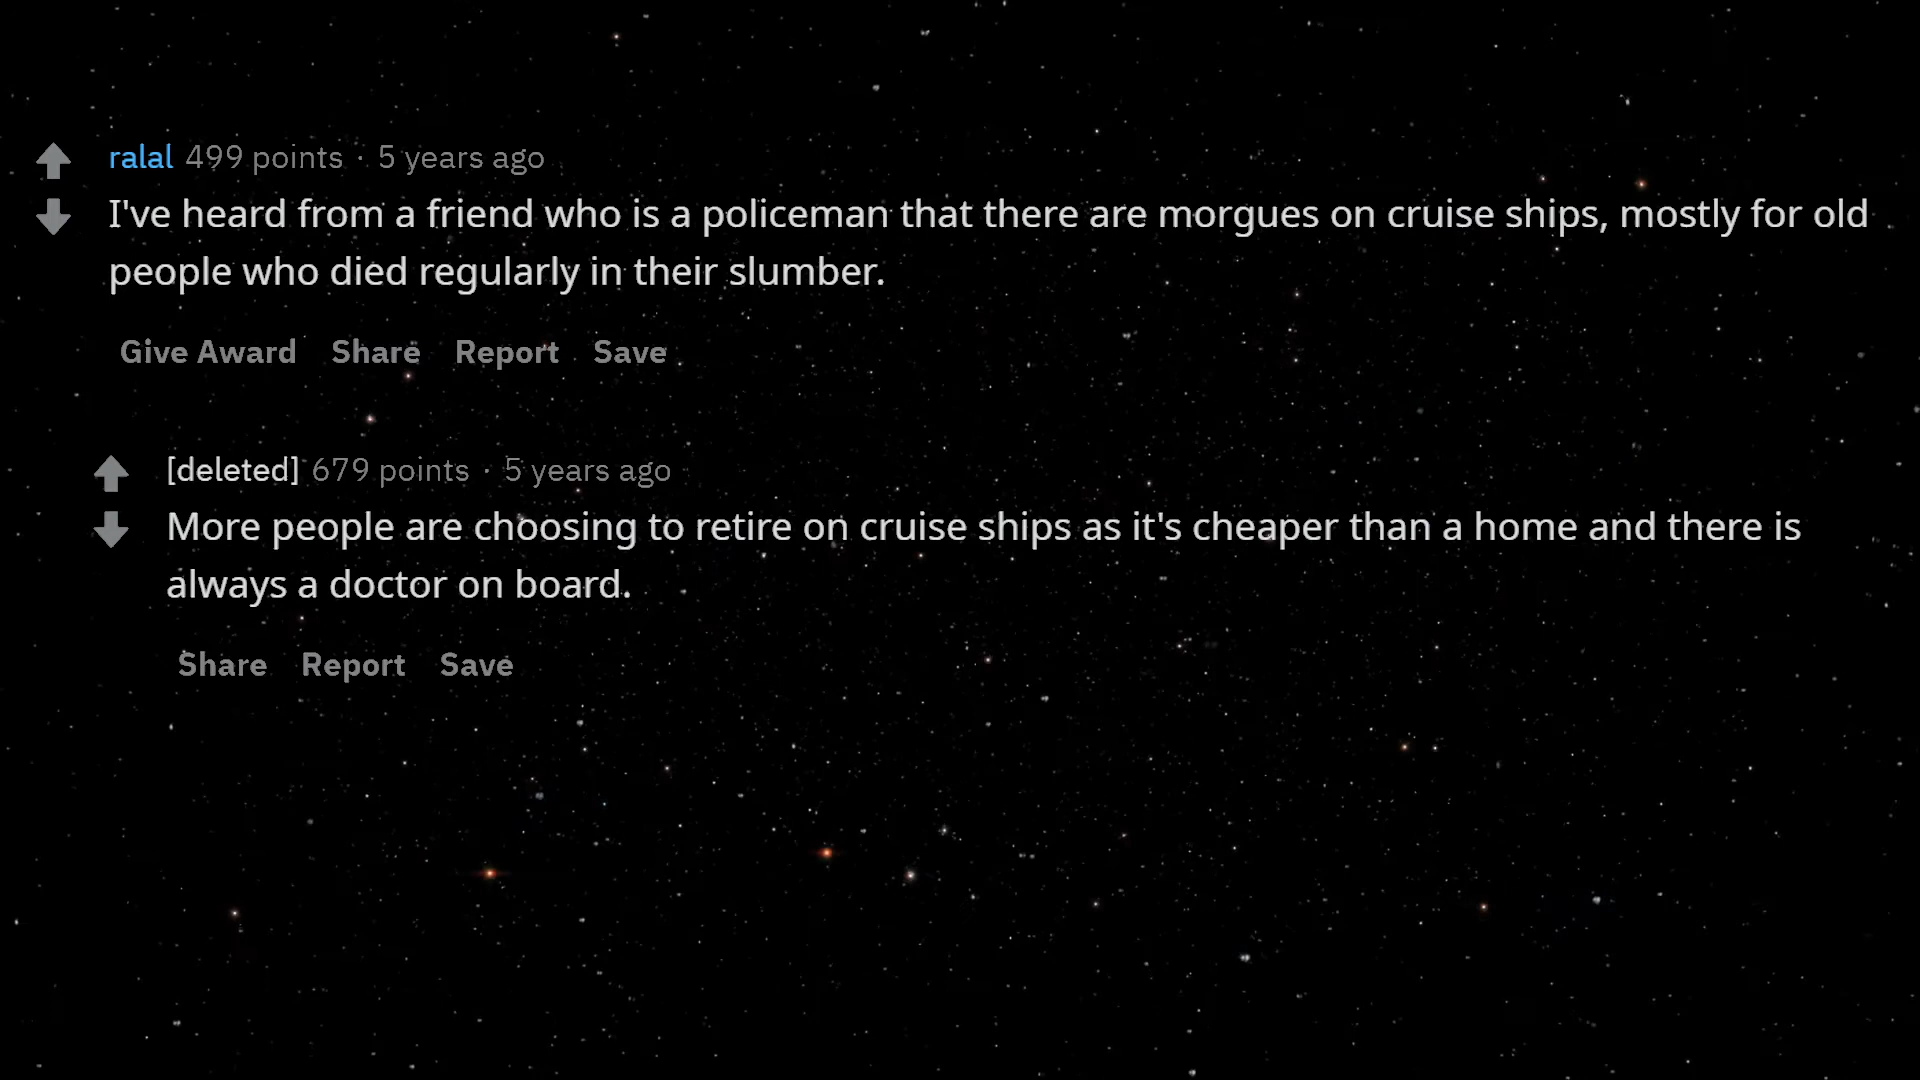 ralal 499 points · 5 years ago
I've heard from a friend who is a policeman that there are morgues on cruise ships, mostly for old
people who died regularly in their slumber.
Give Award Share Report Save
[deleted] 679 points · 5 years ago
More people are choosing to retire on cruise ships as it's cheaper than a home and there is
always a doctor on board.
Share Report Save